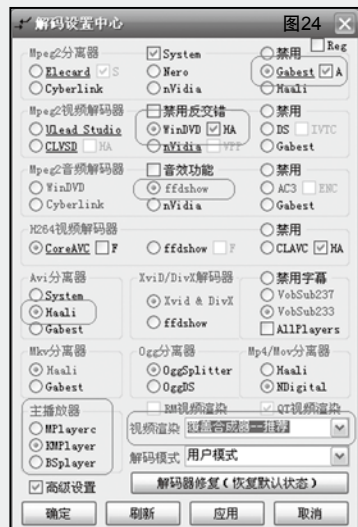 解码设置中心 图24
Mpeg2分离器 System 禁用 Reg
Elecard S Nero Gabest A
Cyberlink nVidia Haali
Mpeg2视频解码器 禁用反交错 禁用
Ulead Studio WinDVD HA DS IVTC
CLVSD HA nVidia VPP Gabest
Mpeg2音频解码器 音效功能 禁用
WinDVD ffdshow AC3 ENC
Cyberlink nVidia Gabest
H264视频解码器 禁用
CoreAVC F ffdshow F CLAVC HA
Avi分离器 XviD/DivX解码器 禁用字幕
System Xvid & DivX VobSub237
Haali ffdshow VobSub233
Gabest AllPlayers
Mkv分离器 Ogg分离器 Mp4/Mov分离器
Haali OggSplitter Haali
Gabest OggDS NDigital
主播放器 RM视频渲染 QT视频渲染
MPlayerc 视频渲染 覆盖合成器--推荐
KMPlayer
BSplayer 解码模式 用户模式
高级设置 解码器修复(恢复默认状态)
确定 刷新 应用 取消